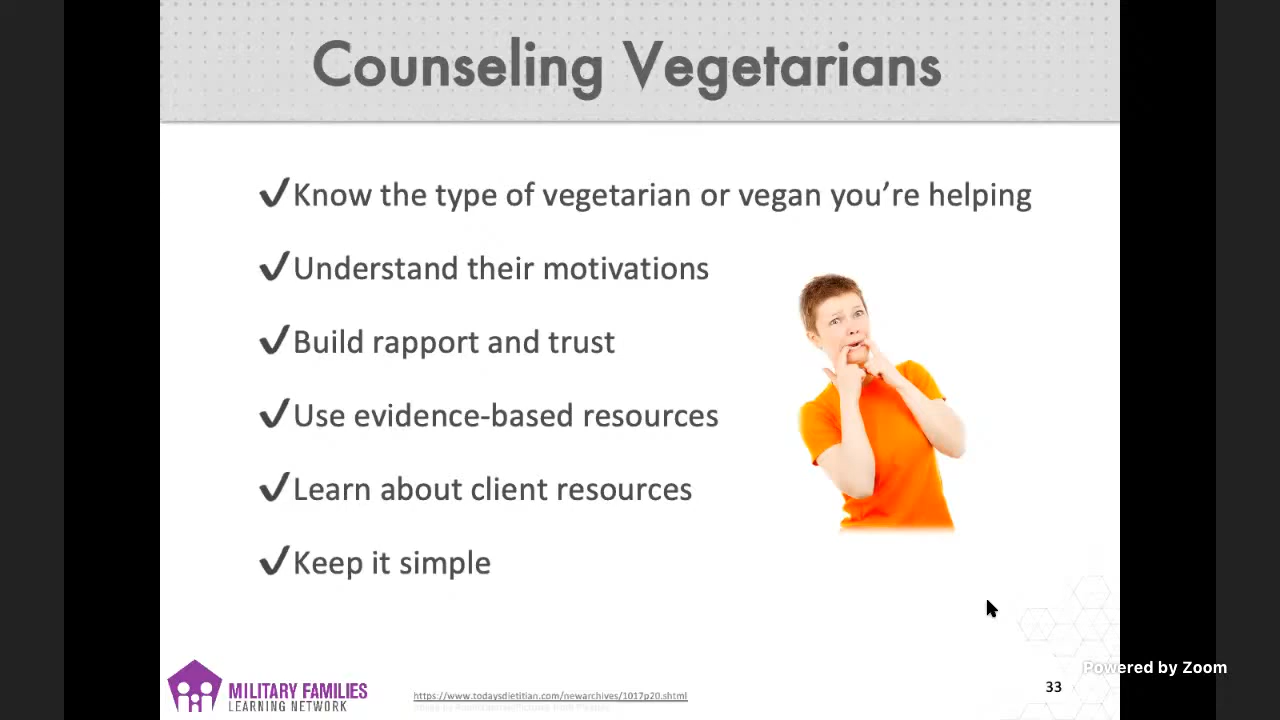 Counseling Vegetarians
✔Know the type of vegetarian or vegan you’re helping
✔Understand their motivations
✔Build rapport and trust
✔Use evidence-based resources
✔Learn about client resources
✔Keep it simple
Powered by Zoom
MILITARY FAMILIES
LEARNING NETWORK
https://www.todaysdietitian.com/newarchives/1017p20.shtml
33